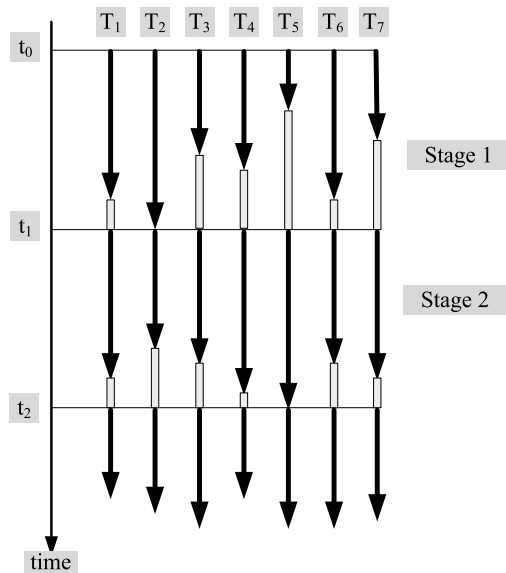 T₁ T₂ T₃ T₄ T₅ T₆ T₇
t₀
Stage 1
t₁
Stage 2
t₂
time